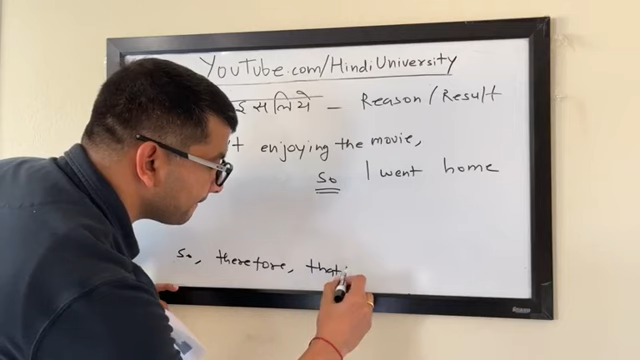 YouTube.com/HindiUniversity
इसलिये - Reason/Result
enjoying the movie,
so I went home
so, therefore, that